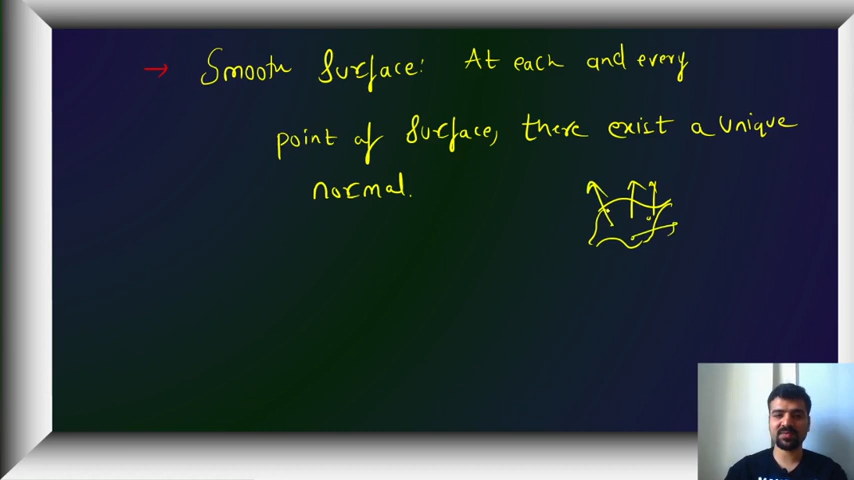 → Smooth Surface: At each and every
point of Surface, there exist a unique
normal.